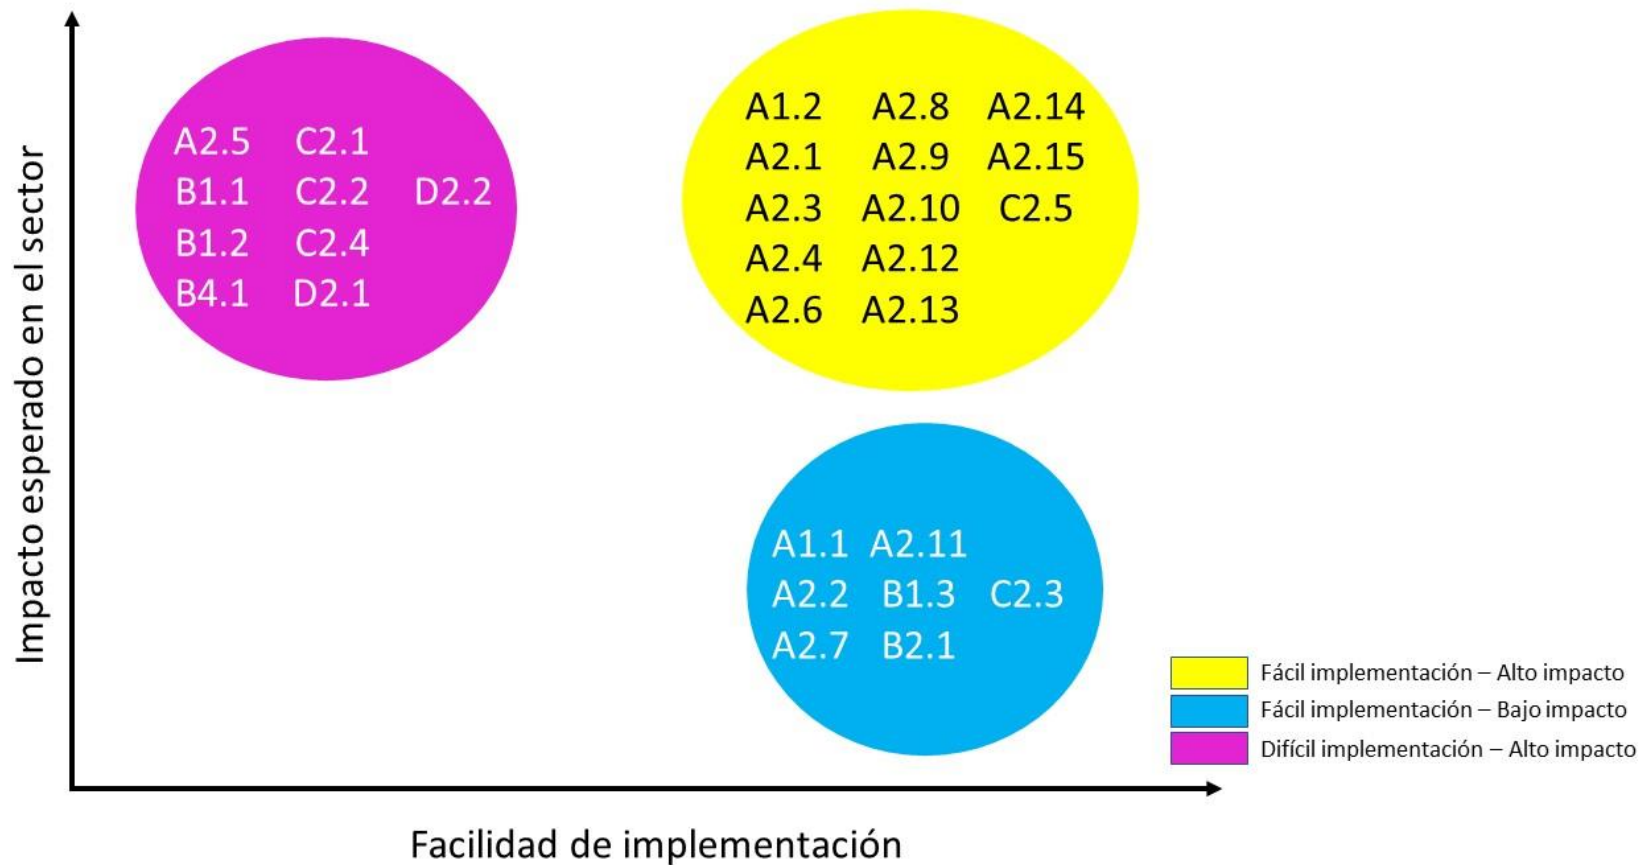 Impacto esperado en el sector
A2.5 C2.1
B1.1 C2.2 D2.2
B1.2 C2.4
B4.1 D2.1
A1.2 A2.8 A2.14
A2.1 A2.9 A2.15
A2.3 A2.10 C2.5
A2.4 A2.12
A2.6 A2.13
A1.1 A2.11
A2.2 B1.3 C2.3
A2.7 B2.1
Fácil implementación – Alto impacto
Fácil implementación – Bajo impacto
Difícil implementación – Alto impacto
Facilidad de implementación